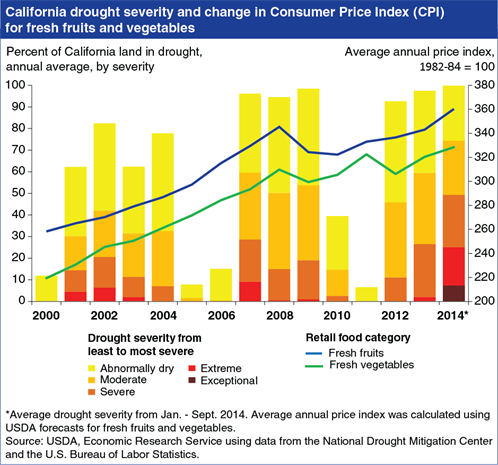 California drought severity and change in Consumer Price Index (CPI)
for fresh fruits and vegetables
Percent of California land in drought,
annual average, by severity
Average annual price index,
1982-84 = 100
100
90
80
70
60
50
40
30
20
10
0
400
380
360
340
320
300
280
260
240
220
200
2000 2002 2004 2006 2008 2010 2012 2014*
Drought severity from
least to most severe
Abnormally dry
Moderate
Severe
Extreme
Exceptional
Retail food category
Fresh fruits
Fresh vegetables
*Average drought severity from Jan. - Sept. 2014. Average annual price index was calculated using
USDA forecasts for fresh fruits and vegetables.
Source: USDA, Economic Research Service using data from the National Drought Mitigation Center
and the U.S. Bureau of Labor Statistics.